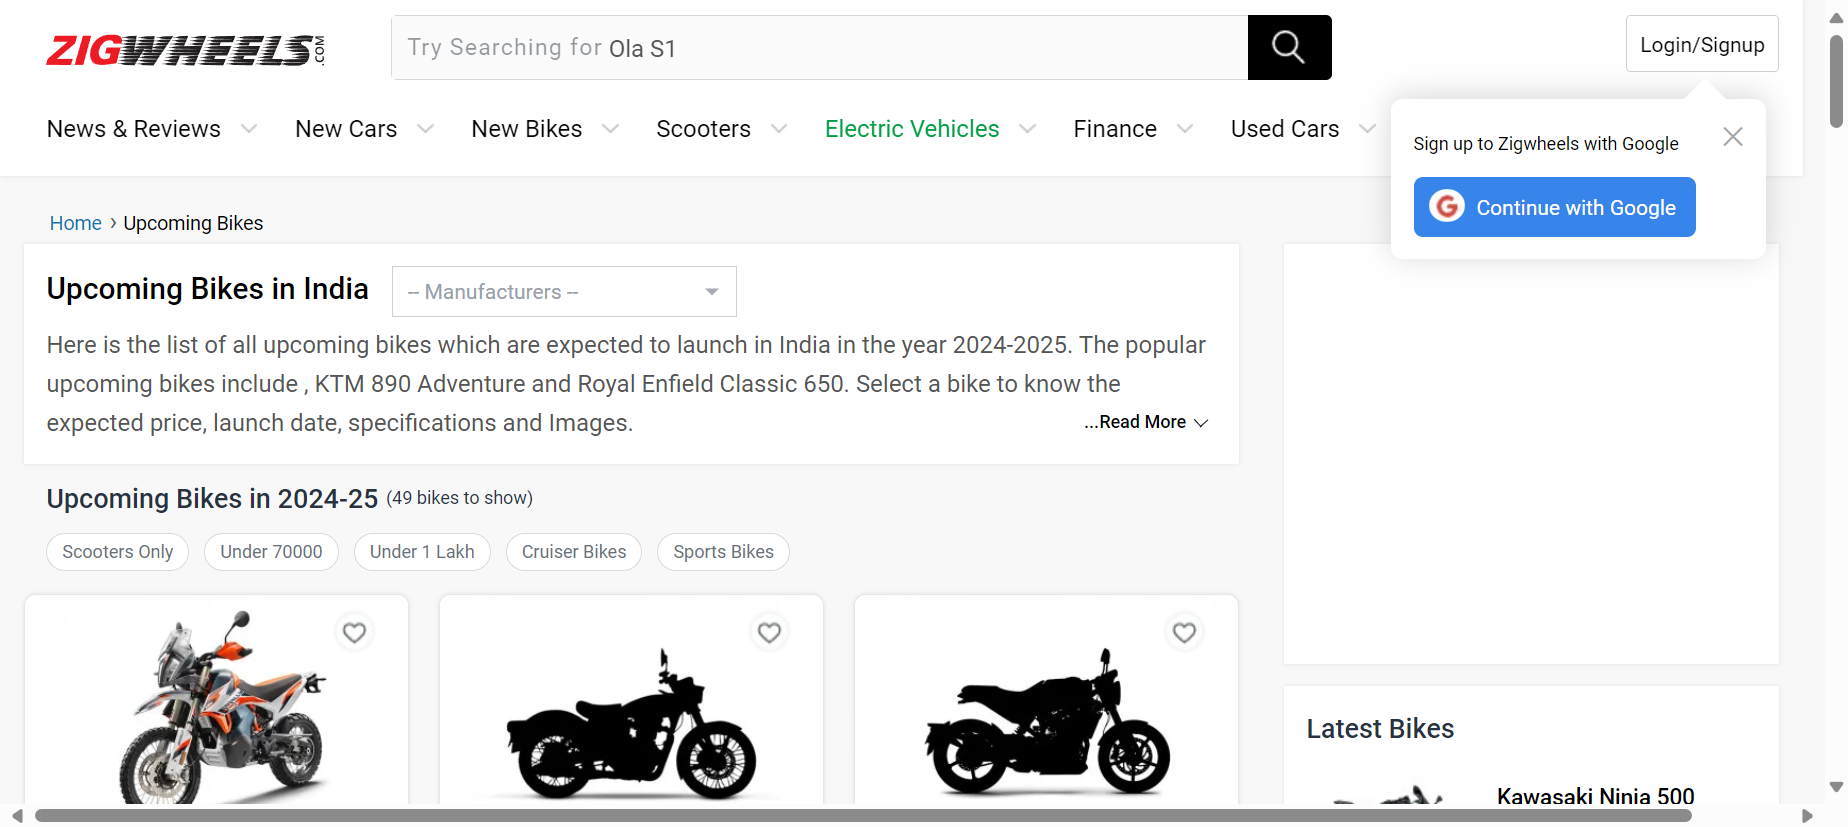 ZIGWHEELS.COM
Try Searching for Ola S1
Login/Signup
News & Reviews New Cars New Bikes Scooters Electric Vehicles Finance Used Cars
Sign up to Zigwheels with Google
Continue with Google
Home › Upcoming Bikes
Upcoming Bikes in India
-- Manufacturers --
Here is the list of all upcoming bikes which are expected to launch in India in the year 2024-2025. The popular
upcoming bikes include , KTM 890 Adventure and Royal Enfield Classic 650. Select a bike to know the
expected price, launch date, specifications and Images.
...Read More
Upcoming Bikes in 2024-25 (49 bikes to show)
Scooters Only Under 70000 Under 1 Lakh Cruiser Bikes Sports Bikes
Latest Bikes
Kawasaki Ninja 500